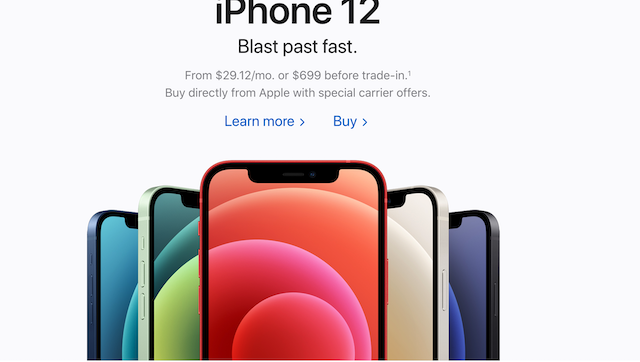 iPhone 12
Blast past fast.
From $29.12/mo. or $699 before trade-in.¹
Buy directly from Apple with special carrier offers.
Learn more > Buy >